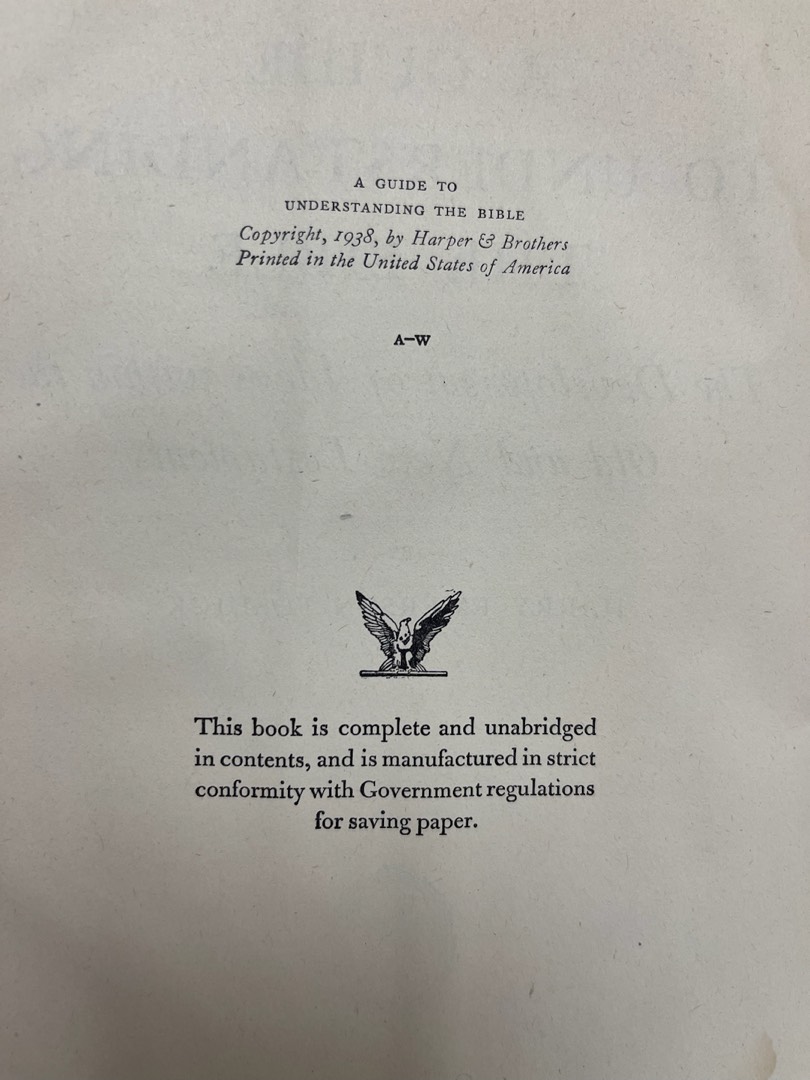 A GUIDE TO
UNDERSTANDING THE BIBLE
Copyright, 1938, by Harper & Brothers
Printed in the United States of America
A–W
This book is complete and unabridged
in contents, and is manufactured in strict
conformity with Government regulations
for saving paper.